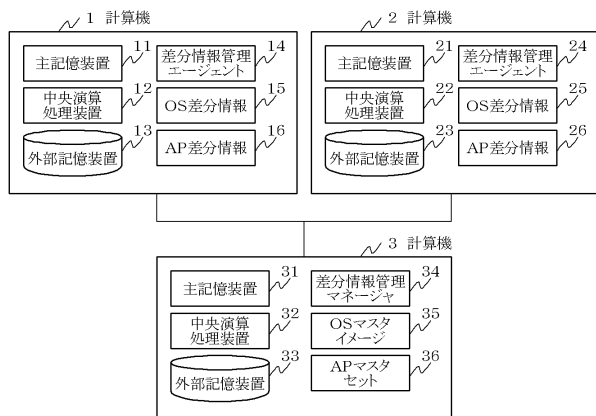 1 計算機
主記憶装置
11
中央演算
処理装置
12
外部記憶装置
13
差分情報管理
エージェント
14
OS差分情報
15
AP差分情報
16
2 計算機
主記憶装置
21
中央演算
処理装置
22
外部記憶装置
23
差分情報管理
エージェント
24
OS差分情報
25
AP差分情報
26
3 計算機
主記憶装置
31
中央演算
処理装置
32
外部記憶装置
33
差分情報管理
マネージャ
34
OSマスタ
イメージ
35
APマスタ
セット
36